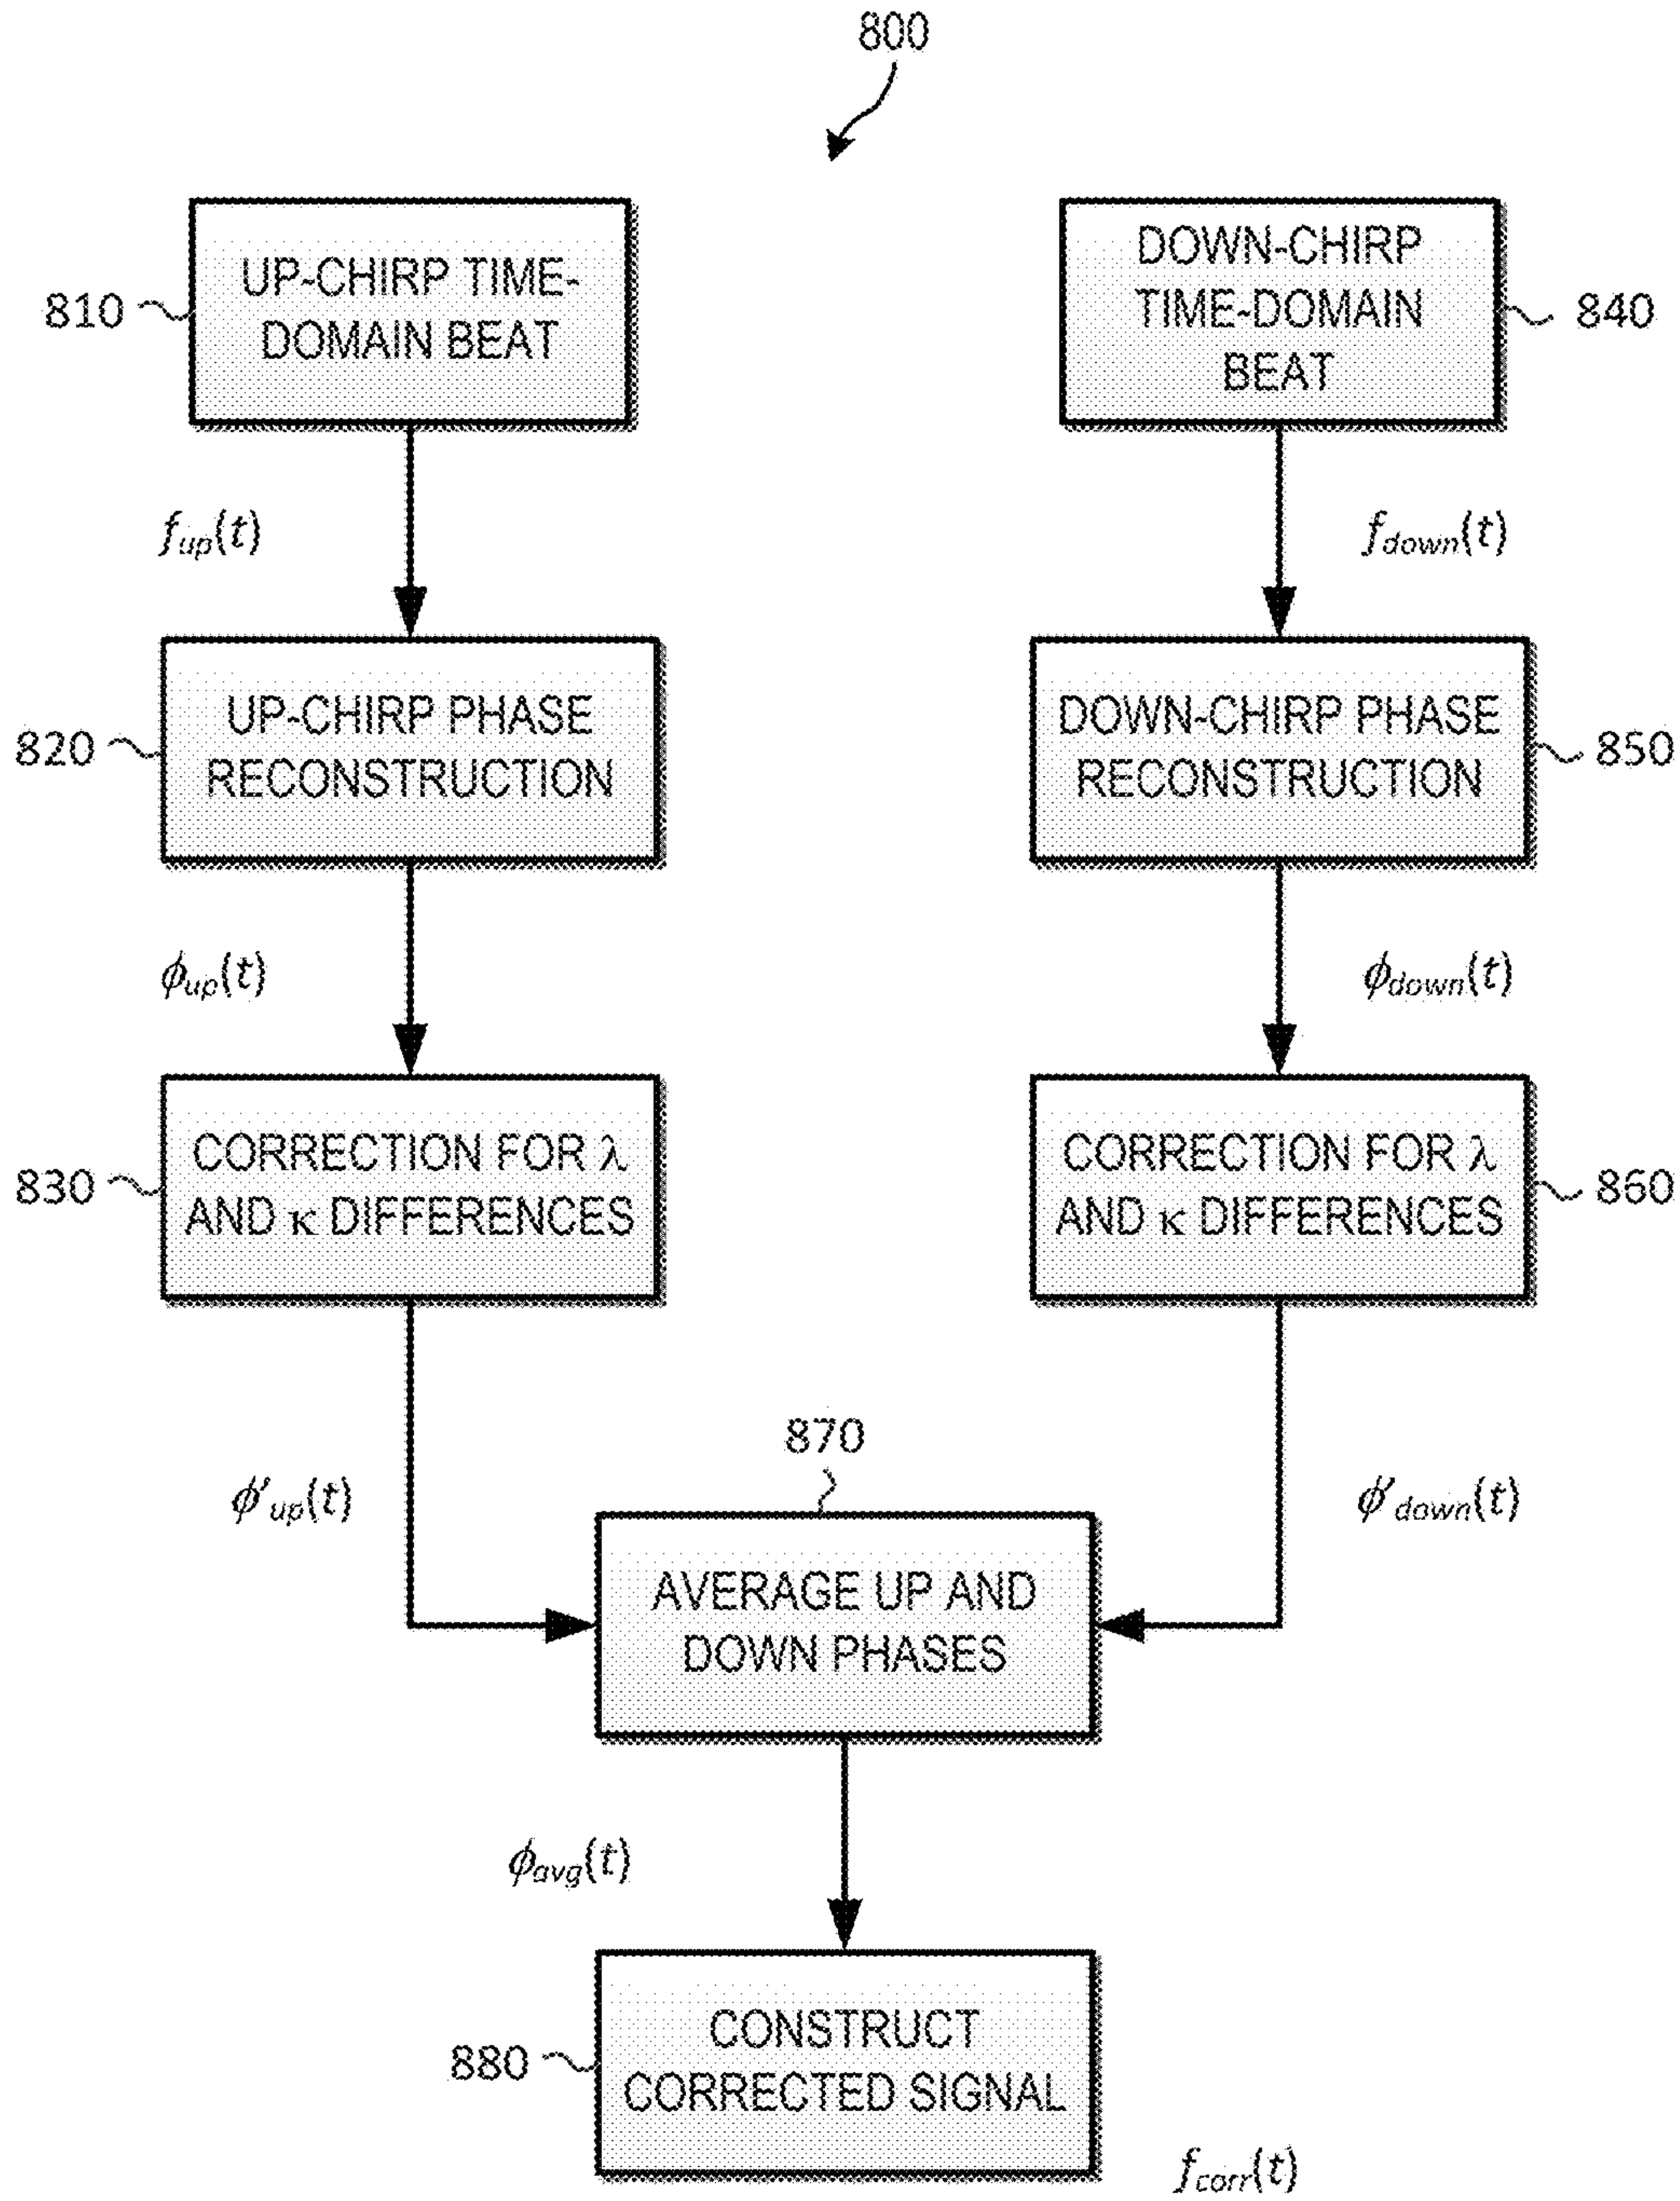 800
UP-CHIRP TIME-
DOMAIN BEAT
810
DOWN-CHIRP
TIME-DOMAIN
BEAT
840
f_up(t)
f_down(t)
UP-CHIRP PHASE
RECONSTRUCTION
820
DOWN-CHIRP PHASE
RECONSTRUCTION
850
ϕ_up(t)
ϕ_down(t)
CORRECTION FOR λ
AND κ DIFFERENCES
830
CORRECTION FOR λ
AND κ DIFFERENCES
860
870
ϕ'_up(t)
ϕ'_down(t)
AVERAGE UP AND
DOWN PHASES
ϕ_avg(t)
CONSTRUCT
CORRECTED SIGNAL
880
f_corr(t)